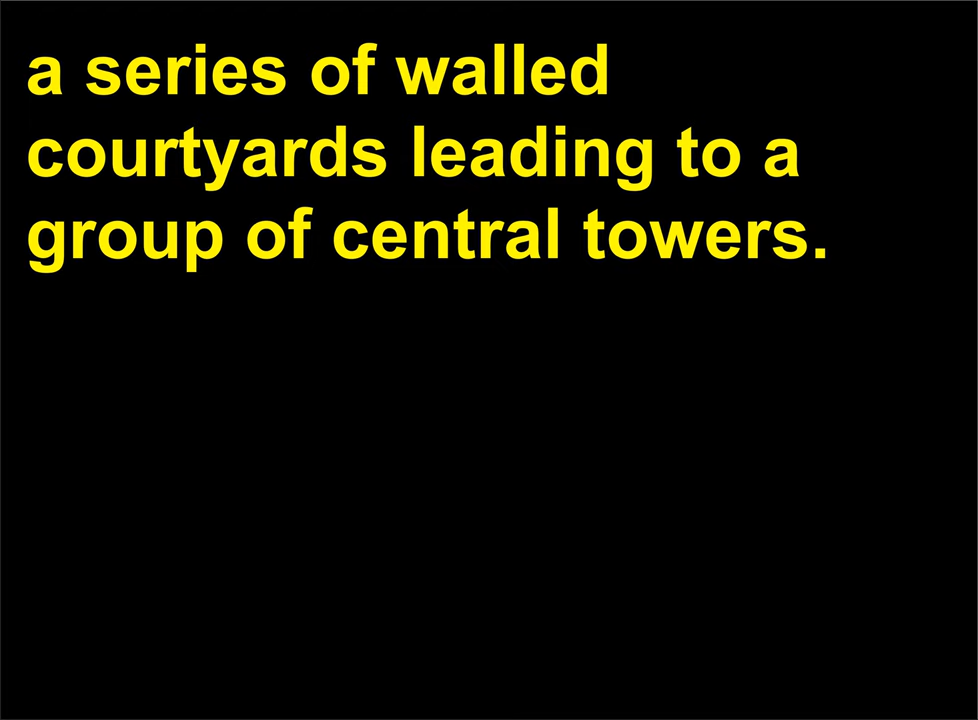 a series of walled
courtyards leading to a
group of central towers.